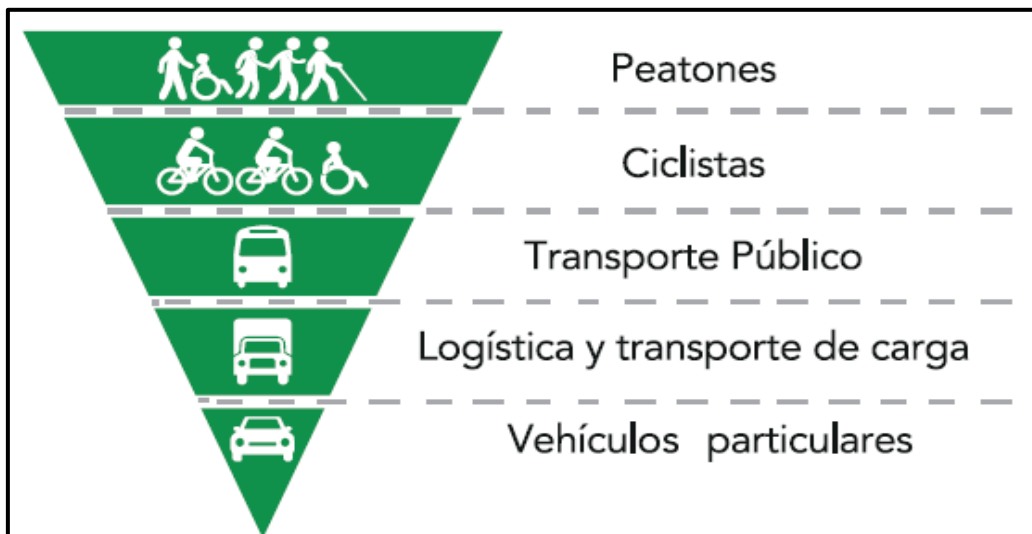 Peatones
Ciclistas
Transporte Público
Logística y transporte de carga
Vehículos particulares